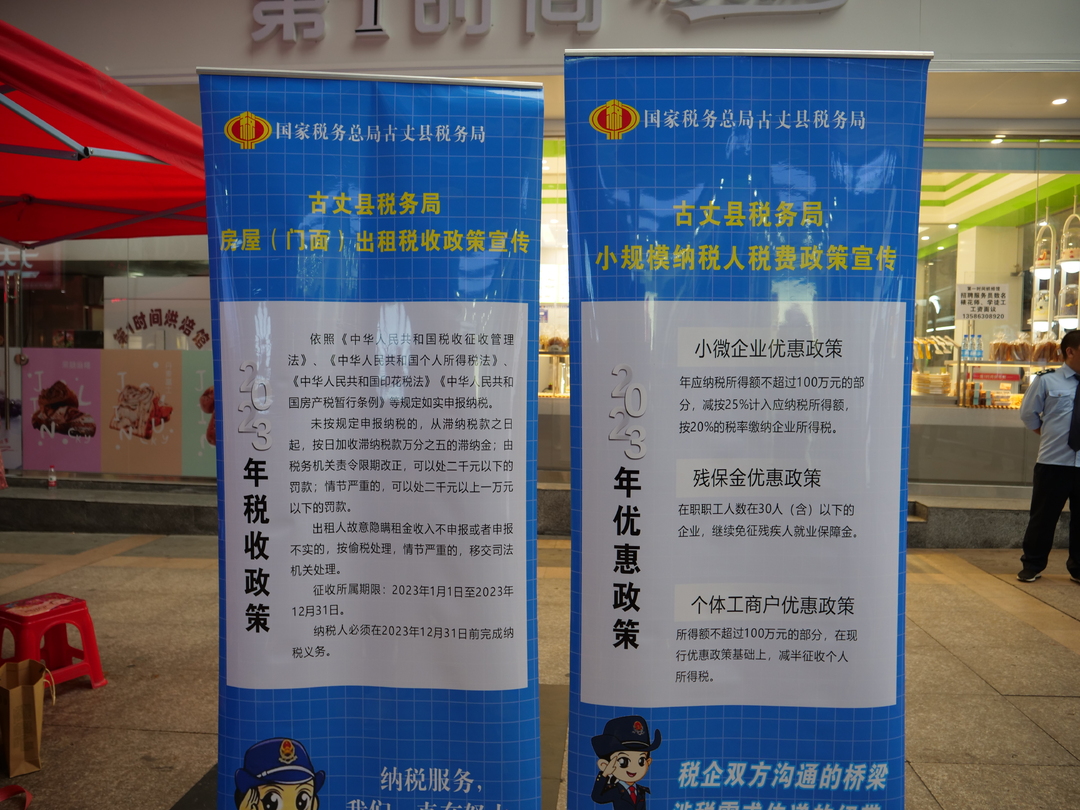 第1时间
国家税务总局古丈县税务局
古丈县税务局
房屋（门面）出租税收政策宣传
2023年税收政策
依照《中华人民共和国税收征收管理
法》、《中华人民共和国个人所得税法》、
《中华人民共和国印花税法》《中华人民共和
国房产税暂行条例》等规定如实申报纳税。
未按规定申报纳税的，从滞纳税款之日
起，按日加收滞纳税款万分之五的滞纳金；由
税务机关责令限期改正，可以处二千元以下的
罚款；情节严重的，可以处二千元以上一万元
以下的罚款。
出租人故意隐瞒租金收入不申报或者申报
不实的，按偷税处理，情节严重的，移交司法
机关处理。
征收所属期限：2023年1月1日至2023年
12月31日。
纳税人必须在2023年12月31日前完成纳
税义务。
纳税服务，
国家税务总局古丈县税务局
古丈县税务局
小规模纳税人税费政策宣传
2023年优惠政策
小微企业优惠政策
年应纳税所得额不超过100万元的部
分，减按25%计入应纳税所得额，
按20%的税率缴纳企业所得税。
残保金优惠政策
在职职工人数在30人（含）以下的
企业，继续免征残疾人就业保障金。
个体工商户优惠政策
所得额不超过100万元的部分，在现
行优惠政策基础上，减半征收个人
所得税。
税企双方沟通的桥梁
第1时间烘焙馆
招聘服务员数名
裱花师、学徒工
工资面议
13586308920